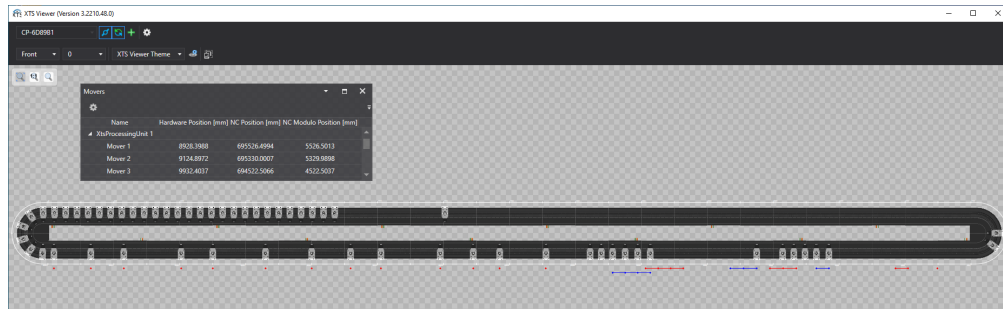 XTS Viewer (Version 3.2210.48.0)
CP-6D89B1
Front 0 XTS Viewer Theme
Movers
Name Hardware Position [mm] NC Position [mm] NC Modulo Position [mm]
XtsProcessingUnit 1
Mover 1 8928.3988 695526.4994 5526.5013
Mover 2 9124.8972 695330.0007 5329.9898
Mover 3 9932.4037 694522.5066 4522.5037